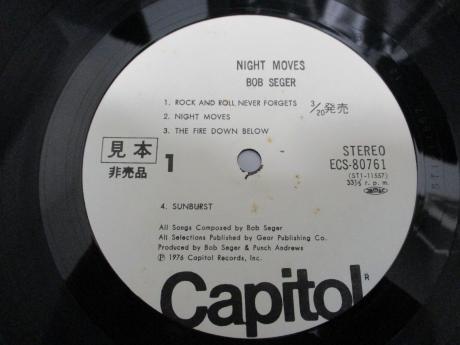 NIGHT MOVES
BOB SEGER
1. ROCK AND ROLL NEVER FORGETS
3/20発売
2. NIGHT MOVES
3. THE FIRE DOWN BELOW
見本
非売品
1
STEREO
ECS-80761
(ST1-11557)
33⅓ r. p. m.
4. SUNBURST
All Songs Composed by Bob Seger
All Selections Published by Gear Publishing Co.
Produced by Bob Seger & Punch Andrews
Ⓟ 1976 Capitol Records, Inc.
Capitol®